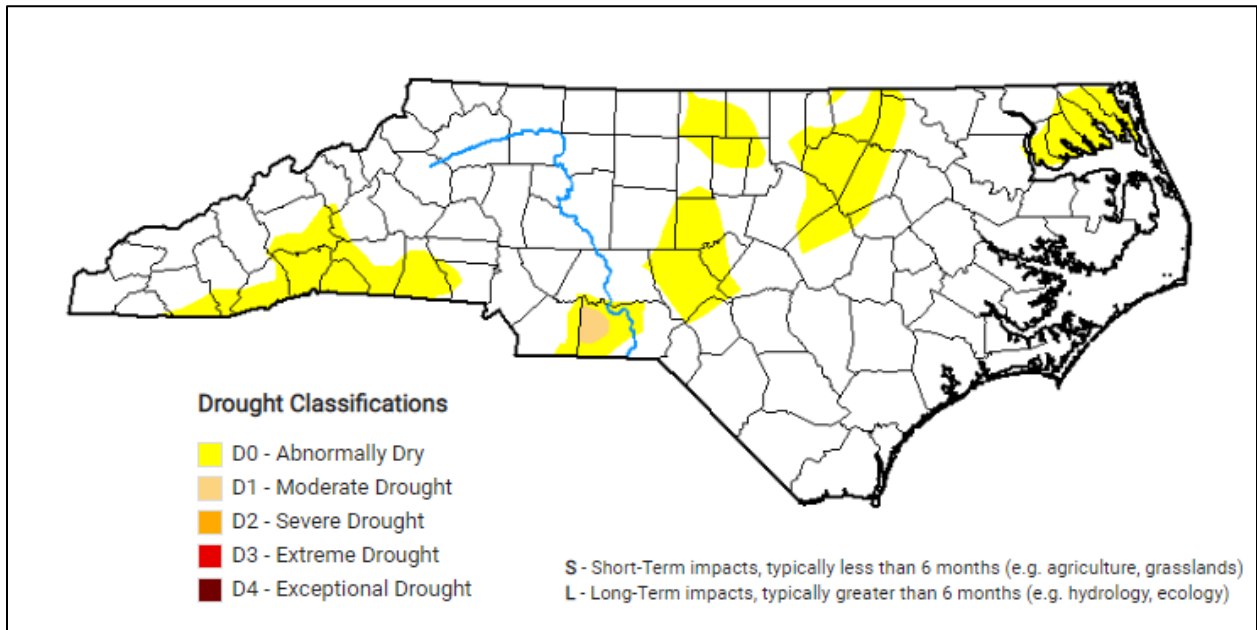 Drought Classifications
D0 - Abnormally Dry
D1 - Moderate Drought
D2 - Severe Drought
D3 - Extreme Drought
D4 - Exceptional Drought
S - Short-Term impacts, typically less than 6 months (e.g. agriculture, grasslands)
L - Long-Term impacts, typically greater than 6 months (e.g. hydrology, ecology)